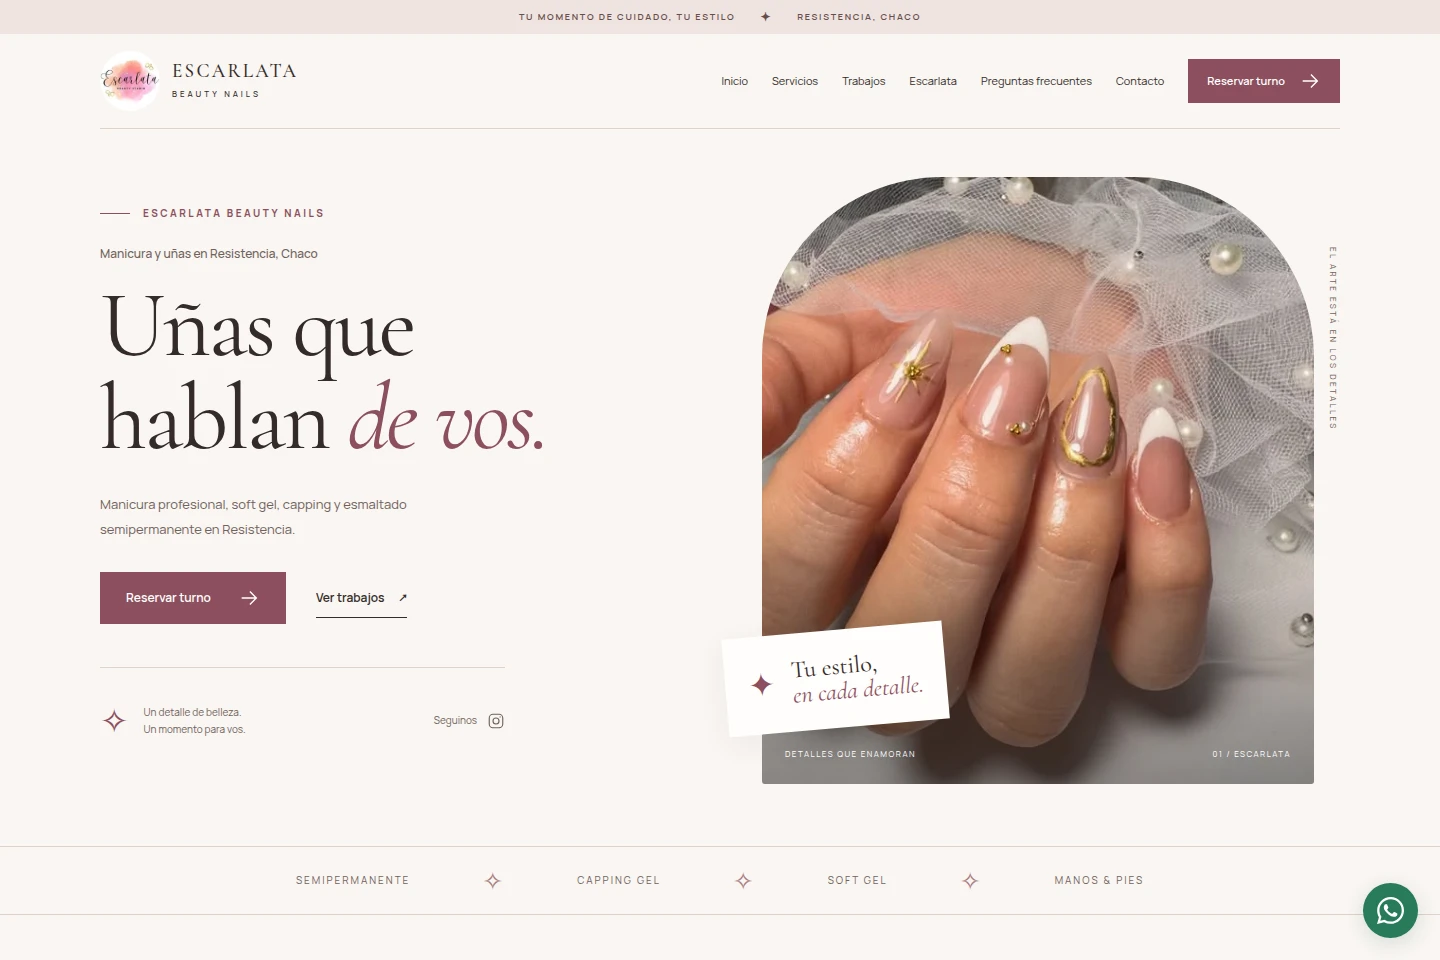 TU MOMENTO DE CUIDADO, TU ESTILO ✦ RESISTENCIA, CHACO
Escarlata
ESCARLATA
BEAUTY NAILS
Inicio Servicios Trabajos Escarlata Preguntas frecuentes Contacto Reservar turno
ESCARLATA BEAUTY NAILS
Manicura y uñas en Resistencia, Chaco
Uñas que
hablan de vos.
Manicura profesional, soft gel, capping y esmaltado
semipermanente en Resistencia.
Reservar turno
Ver trabajos ↗
Un detalle de belleza.
Un momento para vos.
Seguinos
EL ARTE ESTÁ EN LOS DETALLES
Tu estilo,
en cada detalle.
DETALLES QUE ENAMORAN
01 / ESCARLATA
SEMIPERMANENTE ✧ CAPPING GEL ✧ SOFT GEL ✧ MANOS & PIES